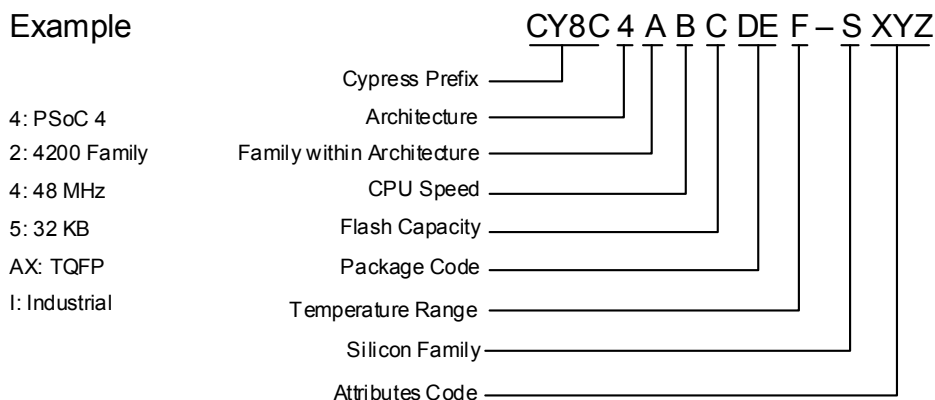 Example CY8C 4 A B C DE F – S XYZ
Cypress Prefix
4: PSoC 4 Architecture
2: 4200 Family Family within Architecture
4: 48 MHz CPU Speed
5: 32 KB Flash Capacity
AX: TQFP Package Code
I: Industrial Temperature Range
Silicon Family
Attributes Code